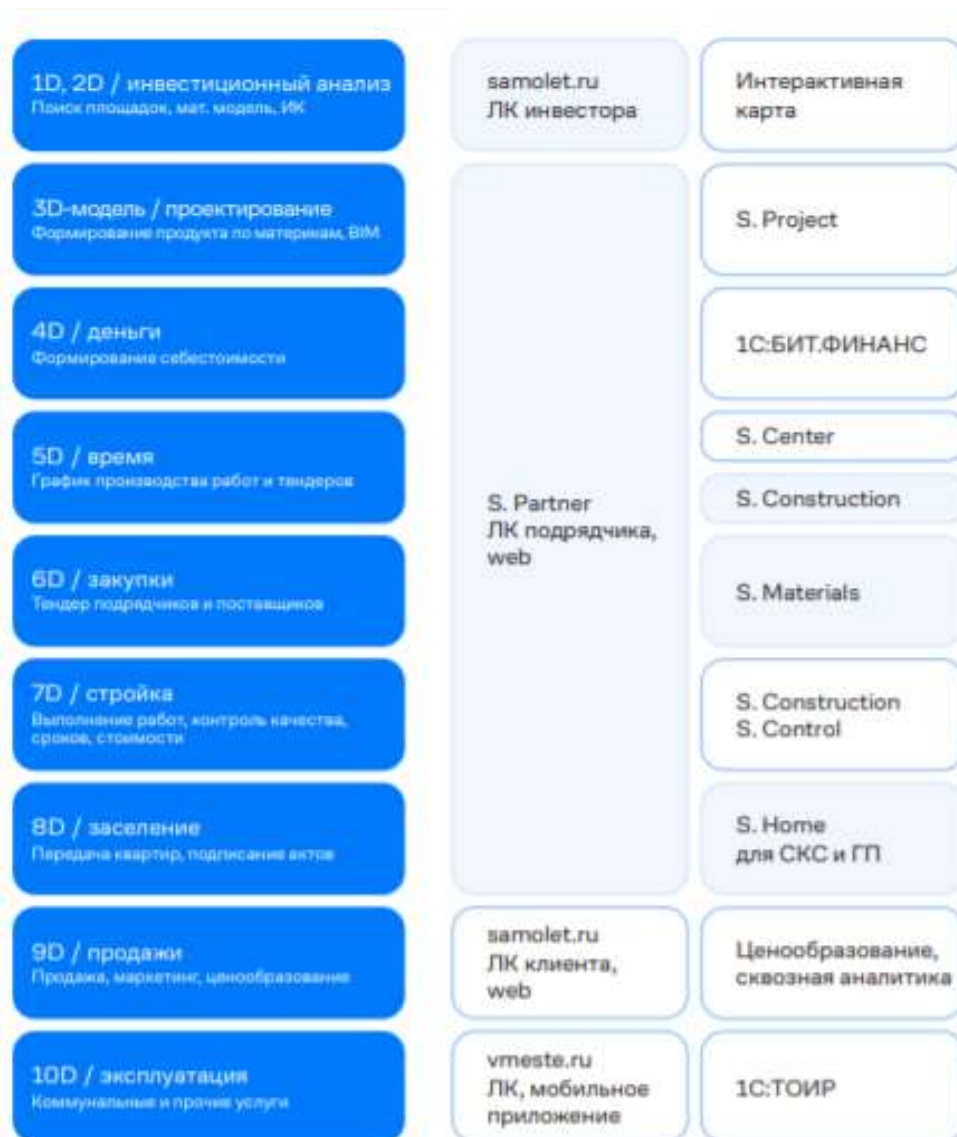 1D, 2D / инвестиционный анализ
Поиск площадок, мат. модель, ИК
samolet.ru
ЛК инвестора
Интерактивная
карта
3D-модель / проектирование
Формирование продукта по материкам, BIM
S. Project
4D / деньги
Формирование себестоимости
1С:БИТ.ФИНАНС
5D / время
График производства работ и тендеров
S. Center
S. Construction
S. Partner
ЛК подрядчика,
web
6D / закупки
Тендер подрядчиков и поставщиков
S. Materials
7D / стройка
Выполнение работ, контроль качества,
сроков, стоимости
S. Construction
S. Control
8D / заселение
Передача квартир, подписание актов
S. Home
для СКС и ГП
9D / продажи
Продажа, маркетинг, ценообразование
samolet.ru
ЛК клиента,
web
Ценообразование,
сквозная аналитика
10D / эксплуатация
Коммунальные и прочие услуги
vmeste.ru
ЛК, мобильное
приложение
1С:ТОИР